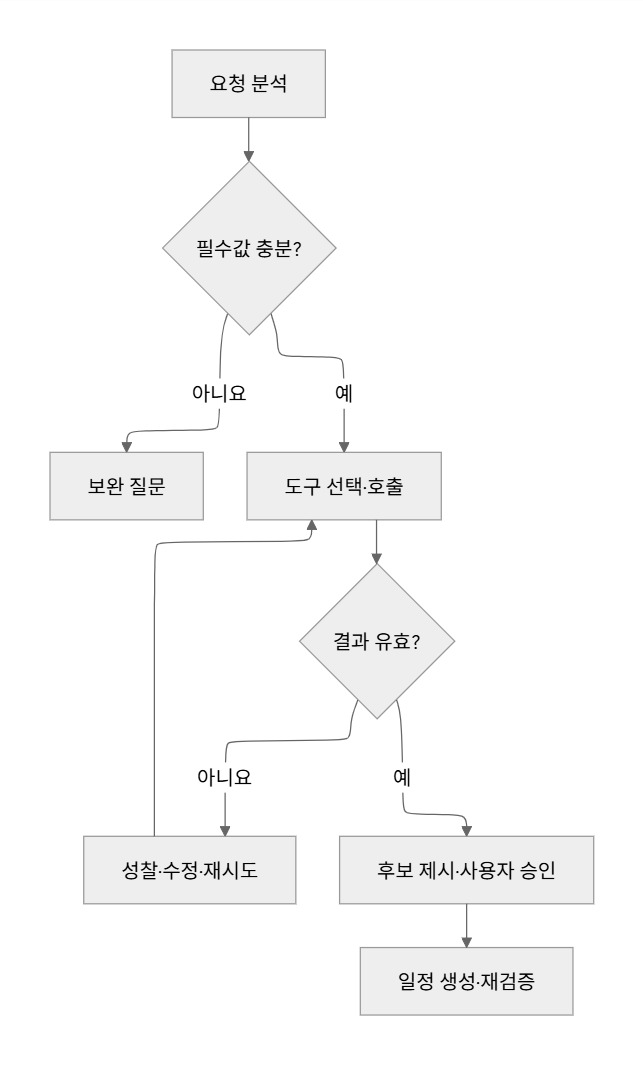 요청 분석
필수값 충분?
아니요
예
보완 질문
도구 선택·호출
결과 유효?
아니요
예
성찰·수정·재시도
후보 제시·사용자 승인
일정 생성·재검증